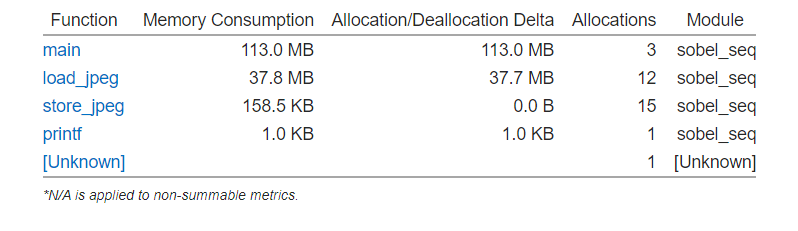 Function Memory Consumption Allocation/Deallocation Delta Allocations Module
main 113.0 MB 113.0 MB 3 sobel_seq
load_jpeg 37.8 MB 37.7 MB 12 sobel_seq
store_jpeg 158.5 KB 0.0 B 15 sobel_seq
printf 1.0 KB 1.0 KB 1 sobel_seq
[Unknown] 1 [Unknown]
*N/A is applied to non-summable metrics.